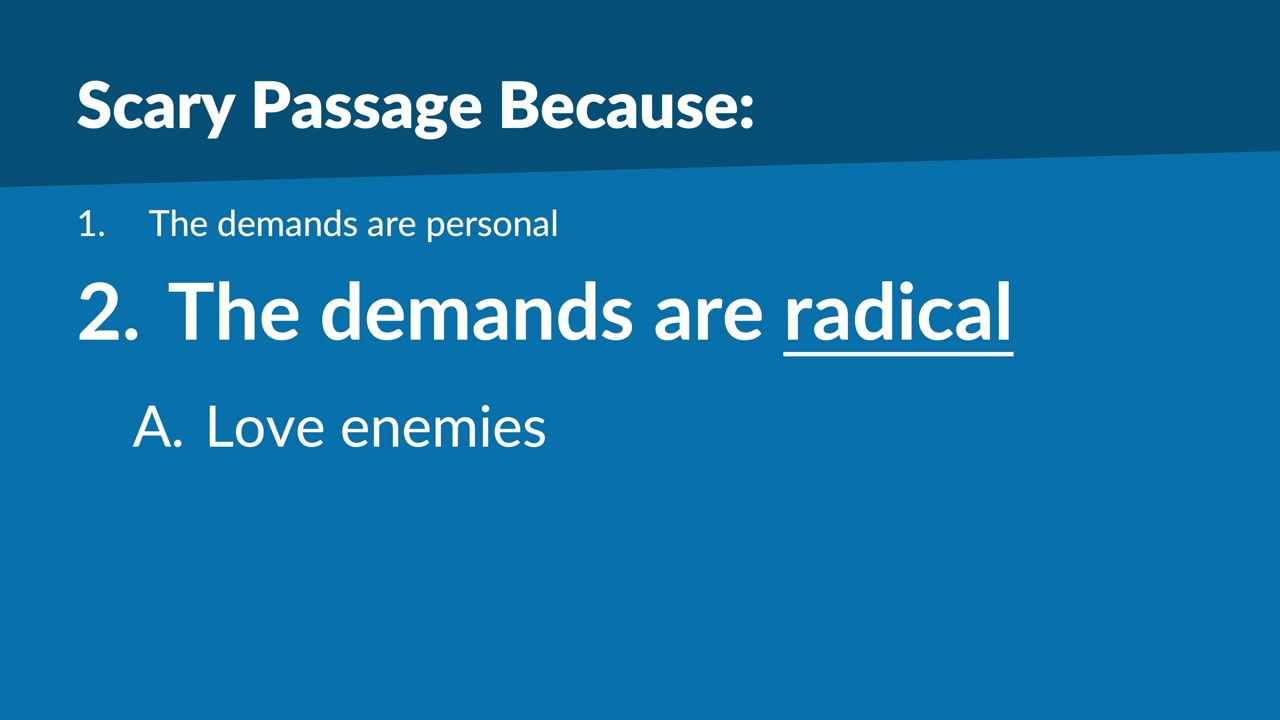 Scary Passage Because:
1. The demands are personal
2. The demands are radical
A. Love enemies